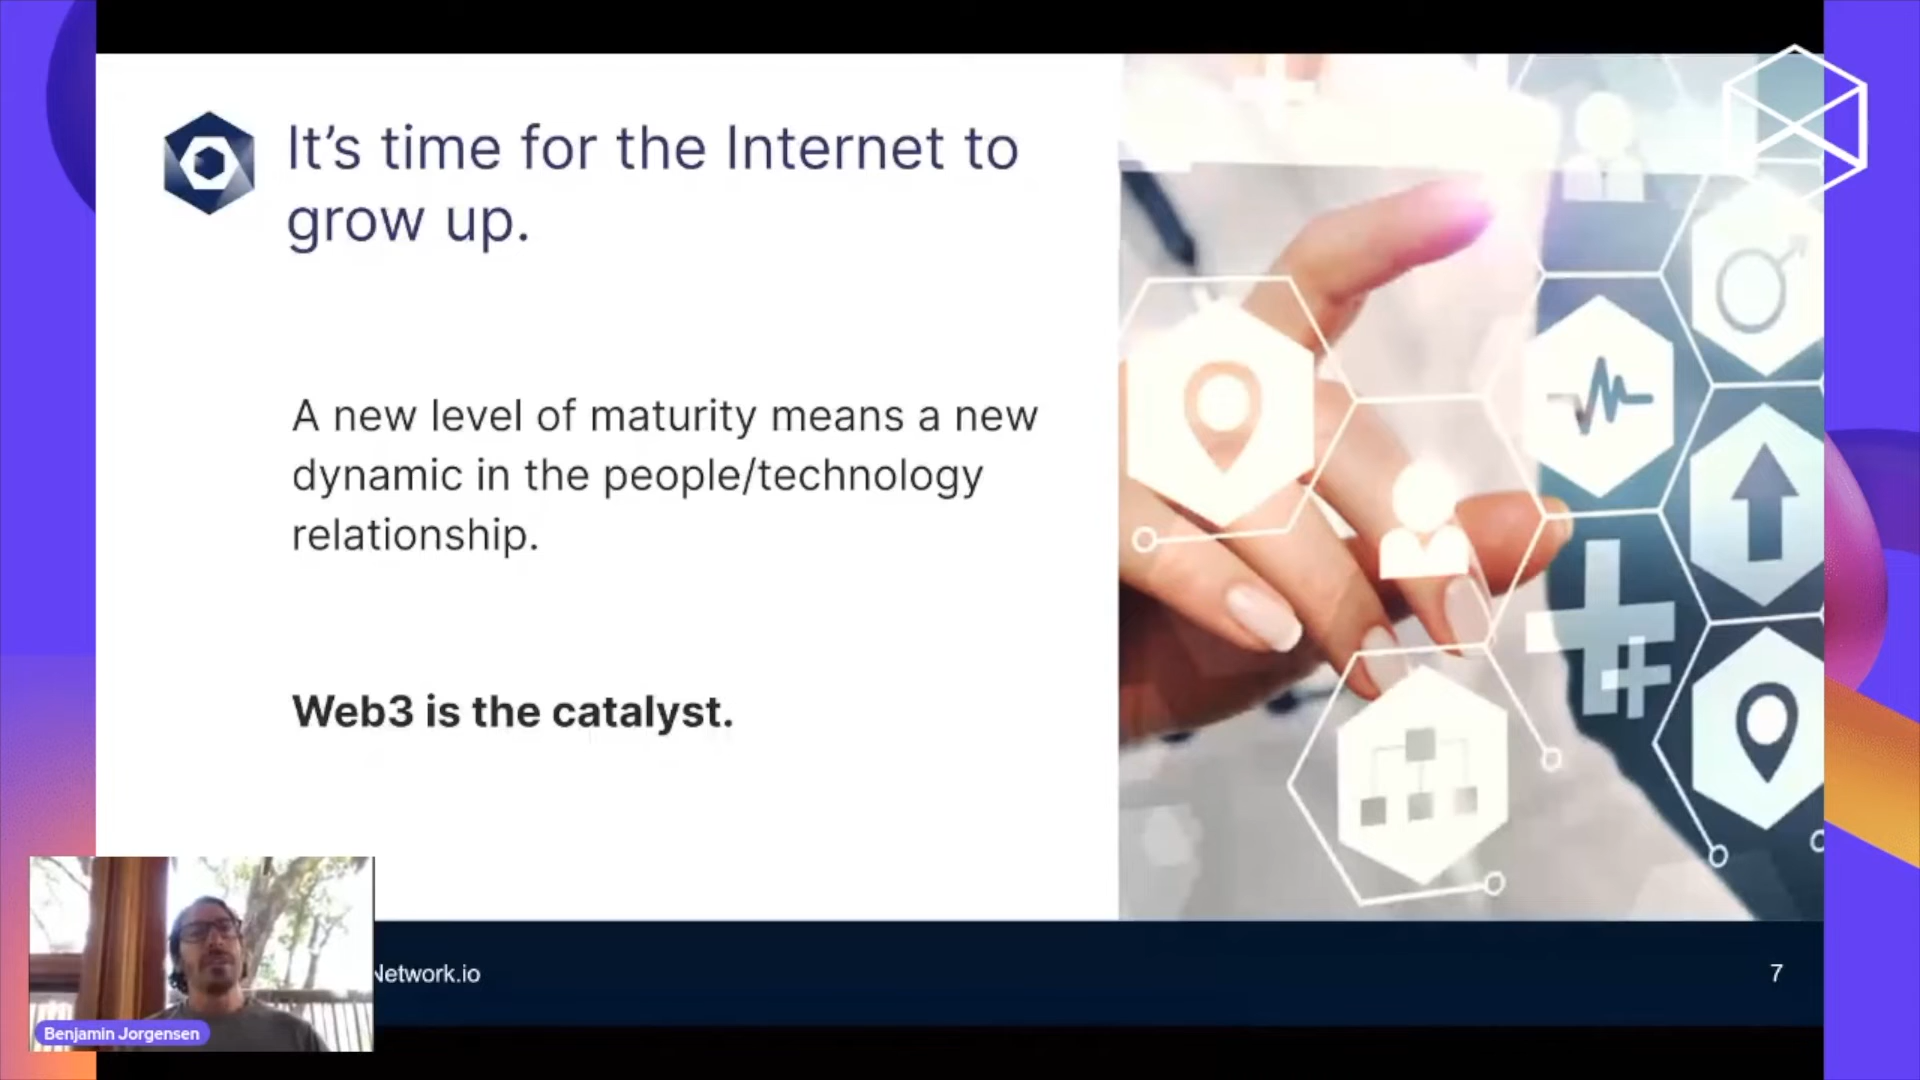 It’s time for the Internet to
grow up.
A new level of maturity means a new
dynamic in the people/technology
relationship.
Web3 is the catalyst.
Network.io
7
Benjamin Jorgensen